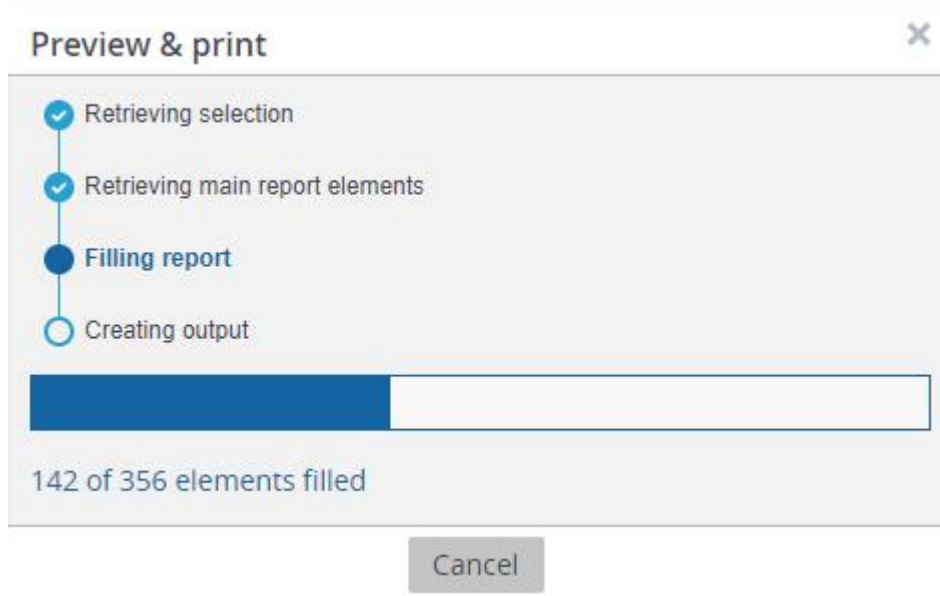 Preview & print
Retrieving selection
Retrieving main report elements
Filling report
Creating output
142 of 356 elements filled
Cancel